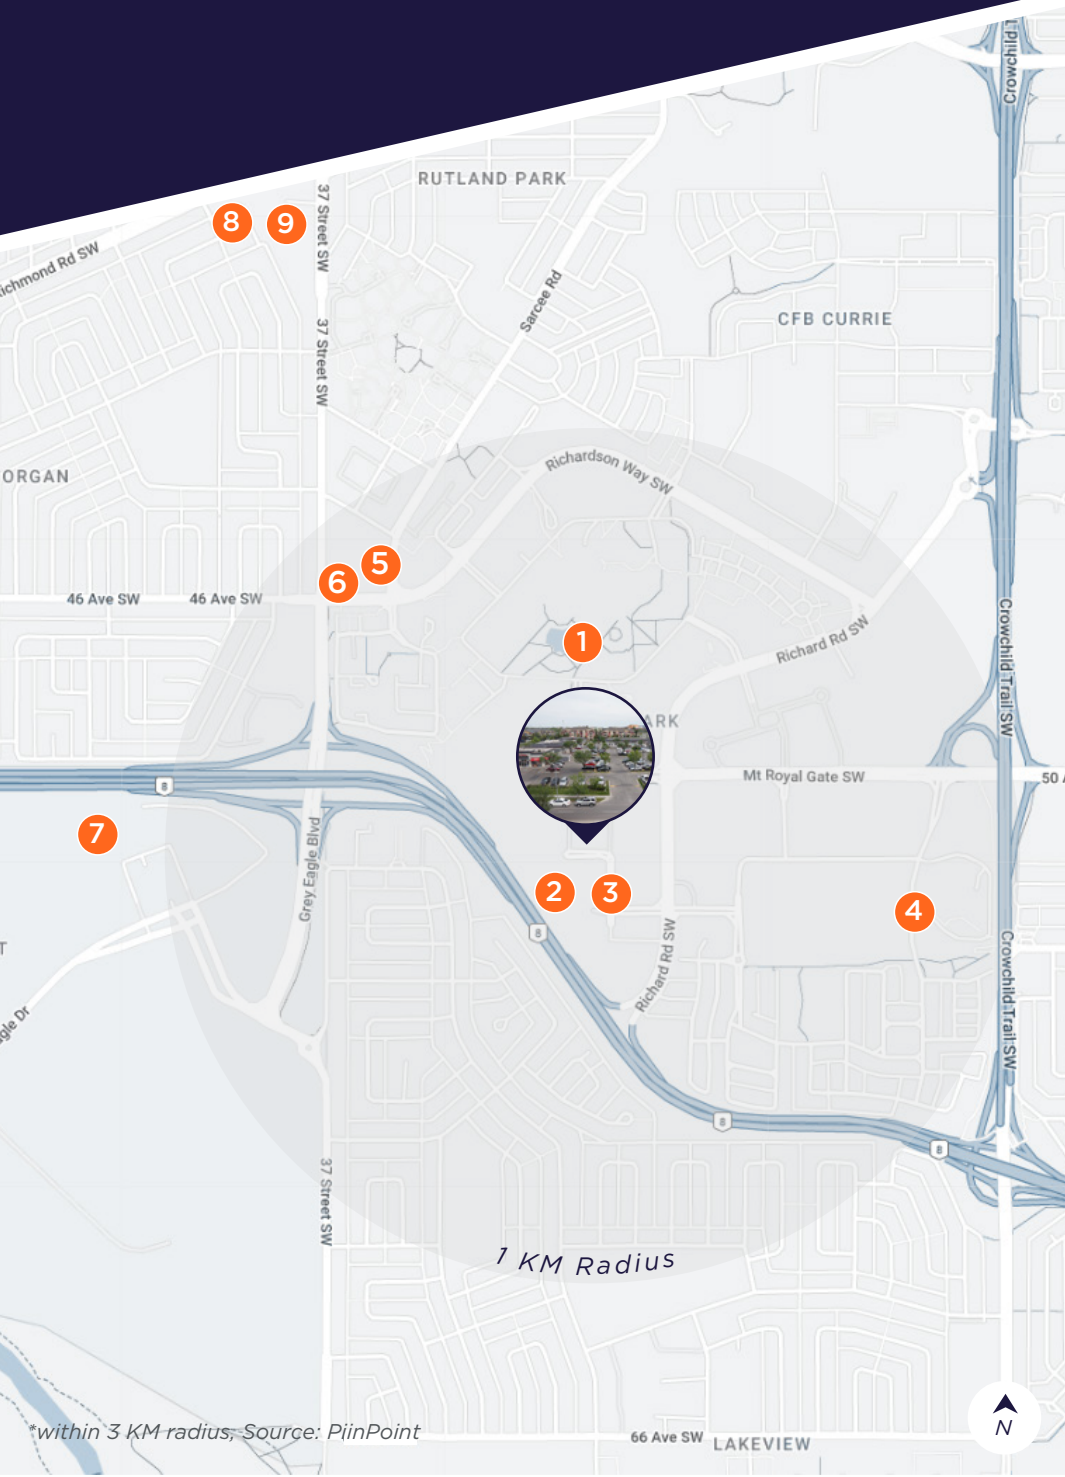 Crowchild T
RUTLAND PARK
37 Street SW
8
9
ichmond Rd SW
Sarcee Rd
CFB CURRIE
37 Street SW
ORGAN
Richardson Way SW
5
6
46 Ave SW
46 Ave SW
1
Richard Rd SW
Crowchild Trail SW
ARK
8
Mt Royal Gate SW
50 A
7
Grey Eagle Blvd
2
3
4
8
T
Richard Rd SW
Crowchild Trail SW
gle Dr
8
8
37 Street SW
1 KM Radius
N
*within 3 KM radius; Source: PiinPoint
66 Ave SW
LAKEVIEW